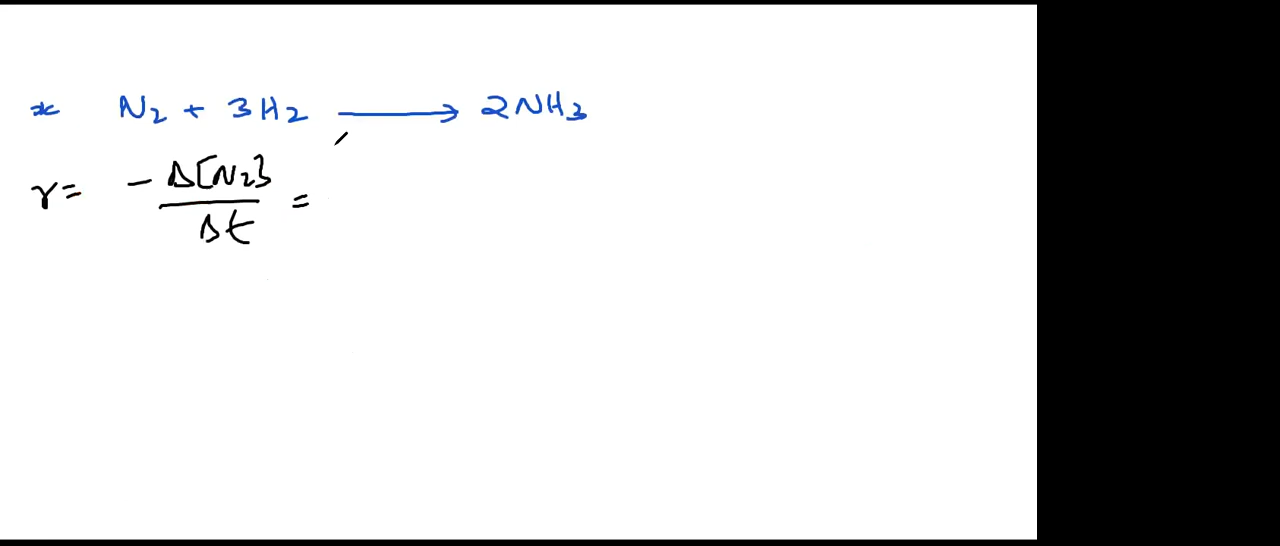 * N₂ + 3H₂ ⟶ 2NH₃
r = - Δ[N₂] / Δt =